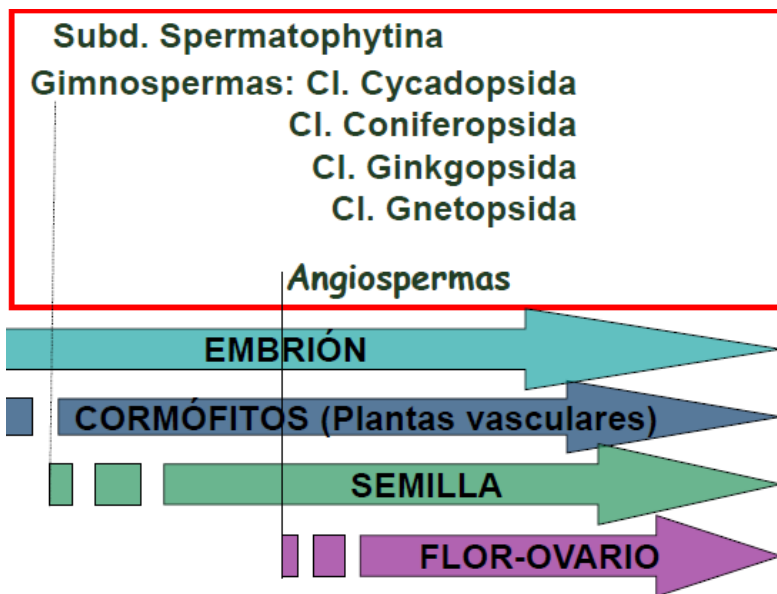 Subd. Spermatophytina
Gimnospermas: Cl. Cycadopsida
Cl. Coniferopsida
Cl. Ginkgopsida
Cl. Gnetopsida
Angiospermas
EMBRIÓN
CORMÓFITOS (Plantas vasculares)
SEMILLA
FLOR-OVARIO